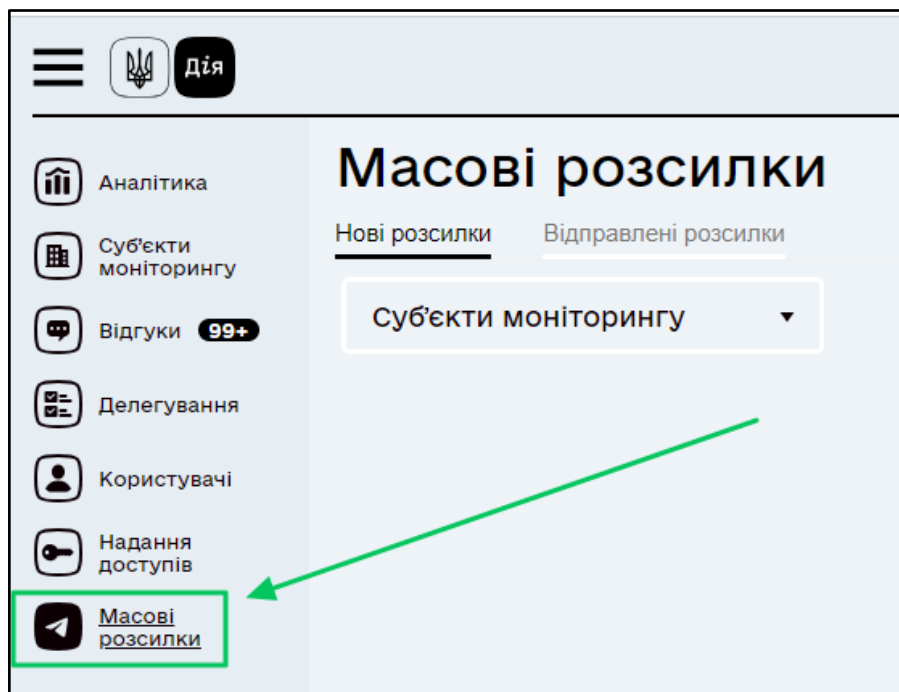 Дія
Масові розсилки
Нові розсилки Відправлені розсилки
Суб’єкти моніторингу
Аналітика
Суб’єкти
моніторингу
Відгуки 99+
Делегування
Користувачі
Надання
доступів
Масові
розсилки